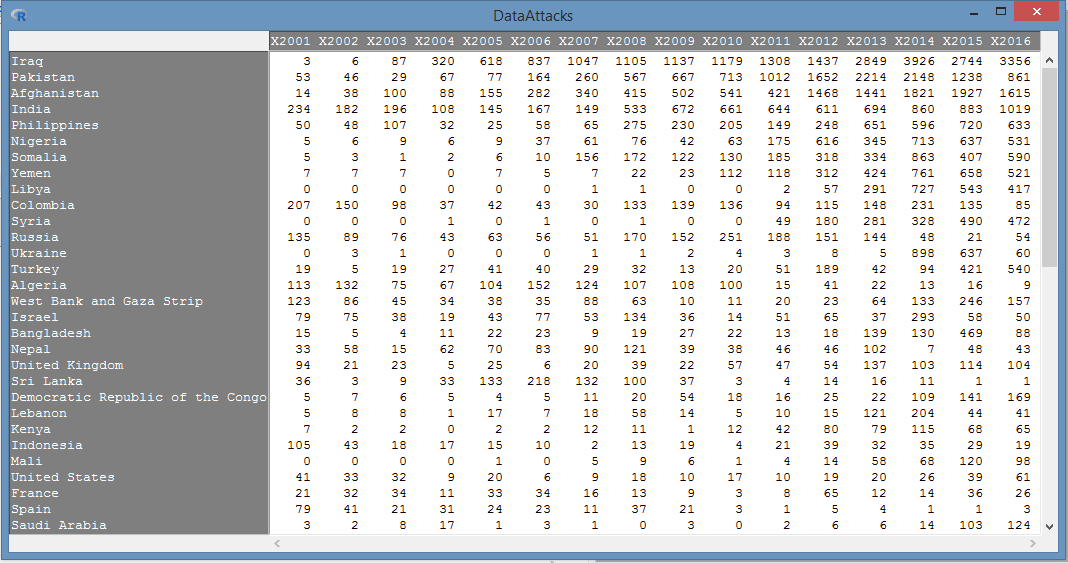 R DataAttacks
X2001 X2002 X2003 X2004 X2005 X2006 X2007 X2008 X2009 X2010 X2011 X2012 X2013 X2014 X2015 X2016
Iraq 3 6 87 320 618 837 1047 1105 1137 1179 1308 1437 2849 3926 2744 3356
Pakistan 53 46 29 67 77 164 260 567 667 713 1012 1652 2214 2148 1238 861
Afghanistan 14 38 100 88 155 282 340 415 502 541 421 1468 1441 1821 1927 1615
India 234 182 196 108 145 167 149 533 672 661 644 611 694 860 883 1019
Philippines 50 48 107 32 25 58 65 275 230 205 149 248 651 596 720 633
Nigeria 5 6 9 6 9 37 61 76 42 63 175 616 345 713 637 531
Somalia 5 3 1 2 6 10 156 172 122 130 185 318 334 863 407 590
Yemen 7 7 7 0 7 5 7 22 23 112 118 312 424 761 658 521
Libya 0 0 0 0 0 0 1 1 0 0 2 57 291 727 543 417
Colombia 207 150 98 37 42 43 30 133 139 136 94 115 148 231 135 85
Syria 0 0 0 1 0 1 0 1 0 0 49 180 281 328 490 472
Russia 135 89 76 43 63 56 51 170 152 251 188 151 144 48 21 54
Ukraine 0 3 1 0 0 0 1 1 2 4 3 8 5 898 637 60
Turkey 19 5 19 27 41 40 29 32 13 20 51 189 42 94 421 540
Algeria 113 132 75 67 104 152 124 107 108 100 15 41 22 13 16 9
West Bank and Gaza Strip 123 86 45 34 38 35 88 63 10 11 20 23 64 133 246 157
Israel 79 75 38 19 43 77 53 134 36 14 51 65 37 293 58 50
Bangladesh 15 5 4 11 22 23 9 19 27 22 13 18 139 130 469 88
Nepal 33 58 15 62 70 83 90 121 39 38 46 46 102 7 48 43
United Kingdom 94 21 23 5 25 6 20 39 22 57 47 54 137 103 114 104
Sri Lanka 36 3 9 33 133 218 132 100 37 3 4 14 16 11 1 1
Democratic Republic of the Congo 5 7 6 5 4 5 11 20 54 18 16 25 22 109 141 169
Lebanon 5 8 8 1 17 7 18 58 14 5 10 15 121 204 44 41
Kenya 7 2 2 0 2 2 12 11 1 12 42 80 79 115 68 65
Indonesia 105 43 18 17 15 10 2 13 19 4 21 39 32 35 29 19
Mali 0 0 0 0 1 0 5 9 6 1 4 14 58 68 120 98
United States 41 33 32 9 20 6 9 18 10 17 10 19 20 26 39 61
France 21 32 34 11 33 34 16 13 9 3 8 65 12 14 36 26
Spain 79 41 21 31 24 23 11 37 21 3 1 5 4 1 1 3
Saudi Arabia 3 2 8 17 1 3 1 0 3 0 2 6 6 14 103 124